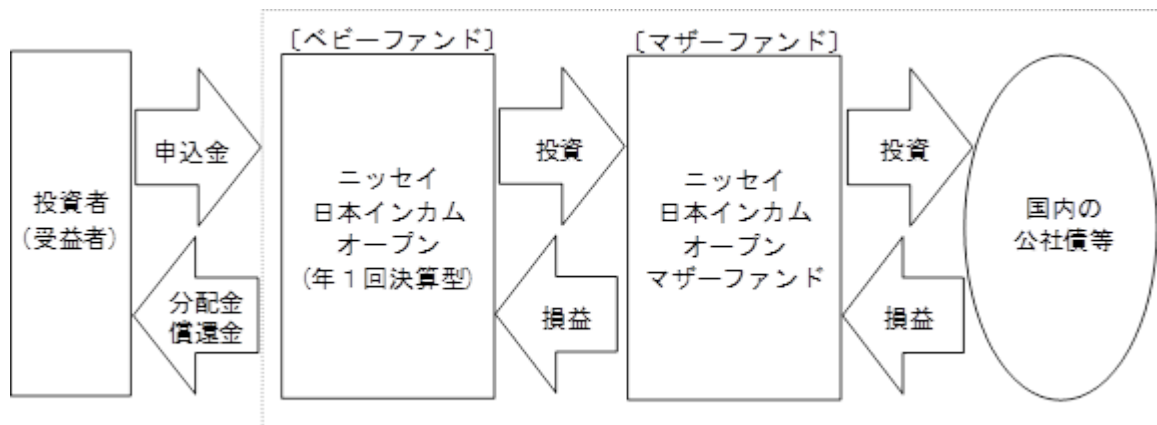 投資者
(受益者)
申込金
分配金
償還金
〔ベビーファンド〕
ニッセイ
日本インカム
オープン
(年１回決算型)
投資
損益
〔マザーファンド〕
ニッセイ
日本インカム
オープン
マザーファンド
投資
損益
国内の
公社債等